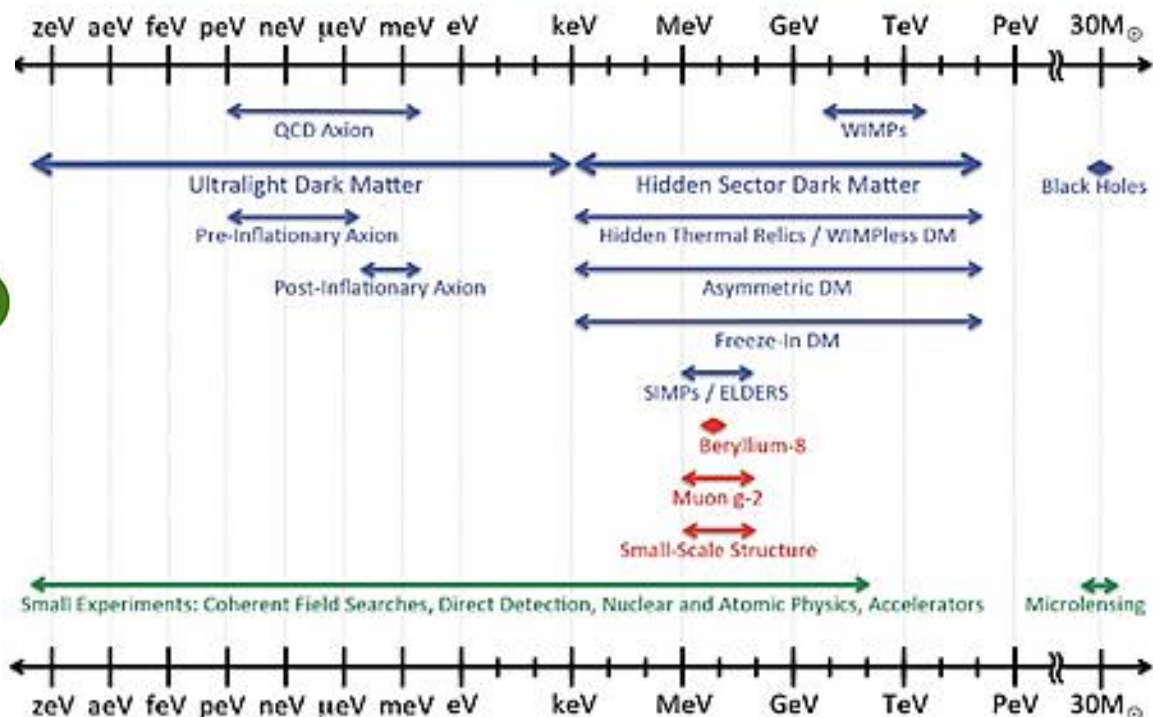 zeV aeV feV peV neV μeV meV eV keV MeV GeV TeV PeV 30M☉
QCD Axion WIMPs
Ultralight Dark Matter Hidden Sector Dark Matter Black Holes
Pre-Inflationary Axion Hidden Thermal Relics / WIMPless DM
Post-Inflationary Axion Asymmetric DM
Freeze-In DM
SIMPs / ELDERS
Beryllium-8
Muon g-2
Small-Scale Structure
Small Experiments: Coherent Field Searches, Direct Detection, Nuclear and Atomic Physics, Accelerators Microlensing
zeV aeV feV peV neV μeV meV eV keV MeV GeV TeV PeV 30M☉